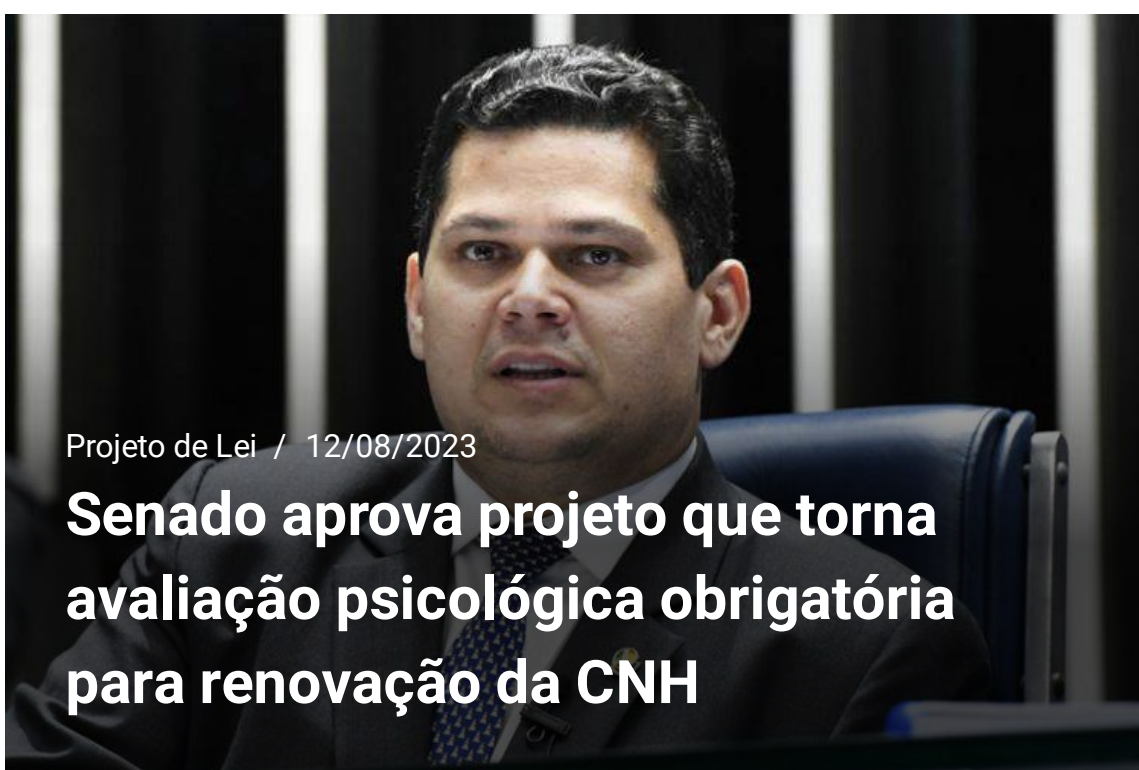 Projeto de Lei / 12/08/2023
Senado aprova projeto que torna
avaliação psicológica obrigatória
para renovação da CNH